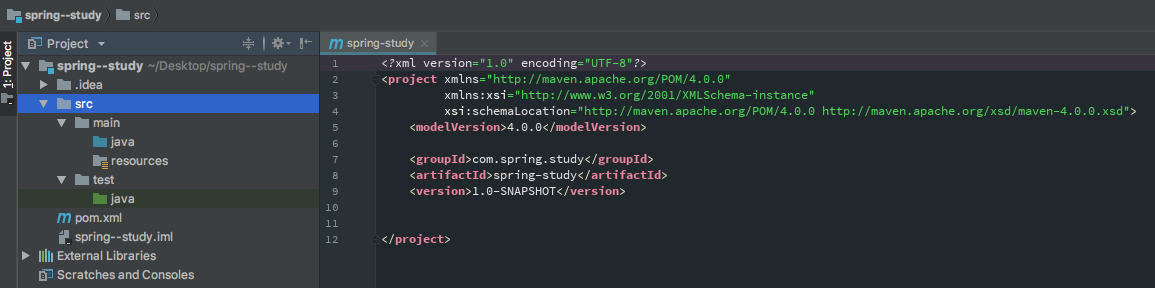 spring--study
src
1: Project
Project
spring--study ~/Desktop/spring--study
.idea
src
main
java
resources
test
java
pom.xml
spring--study.iml
External Libraries
Scratches and Consoles
spring-study
1 <?xml version="1.0" encoding="UTF-8"?>
2 <project xmlns="http://maven.apache.org/POM/4.0.0"
3 xmlns:xsi="http://www.w3.org/2001/XMLSchema-instance"
4 xsi:schemaLocation="http://maven.apache.org/POM/4.0.0 http://maven.apache.org/xsd/maven-4.0.0.xsd">
5 <modelVersion>4.0.0</modelVersion>
6
7 <groupId>com.spring.study</groupId>
8 <artifactId>spring-study</artifactId>
9 <version>1.0-SNAPSHOT</version>
10
11
12 </project>